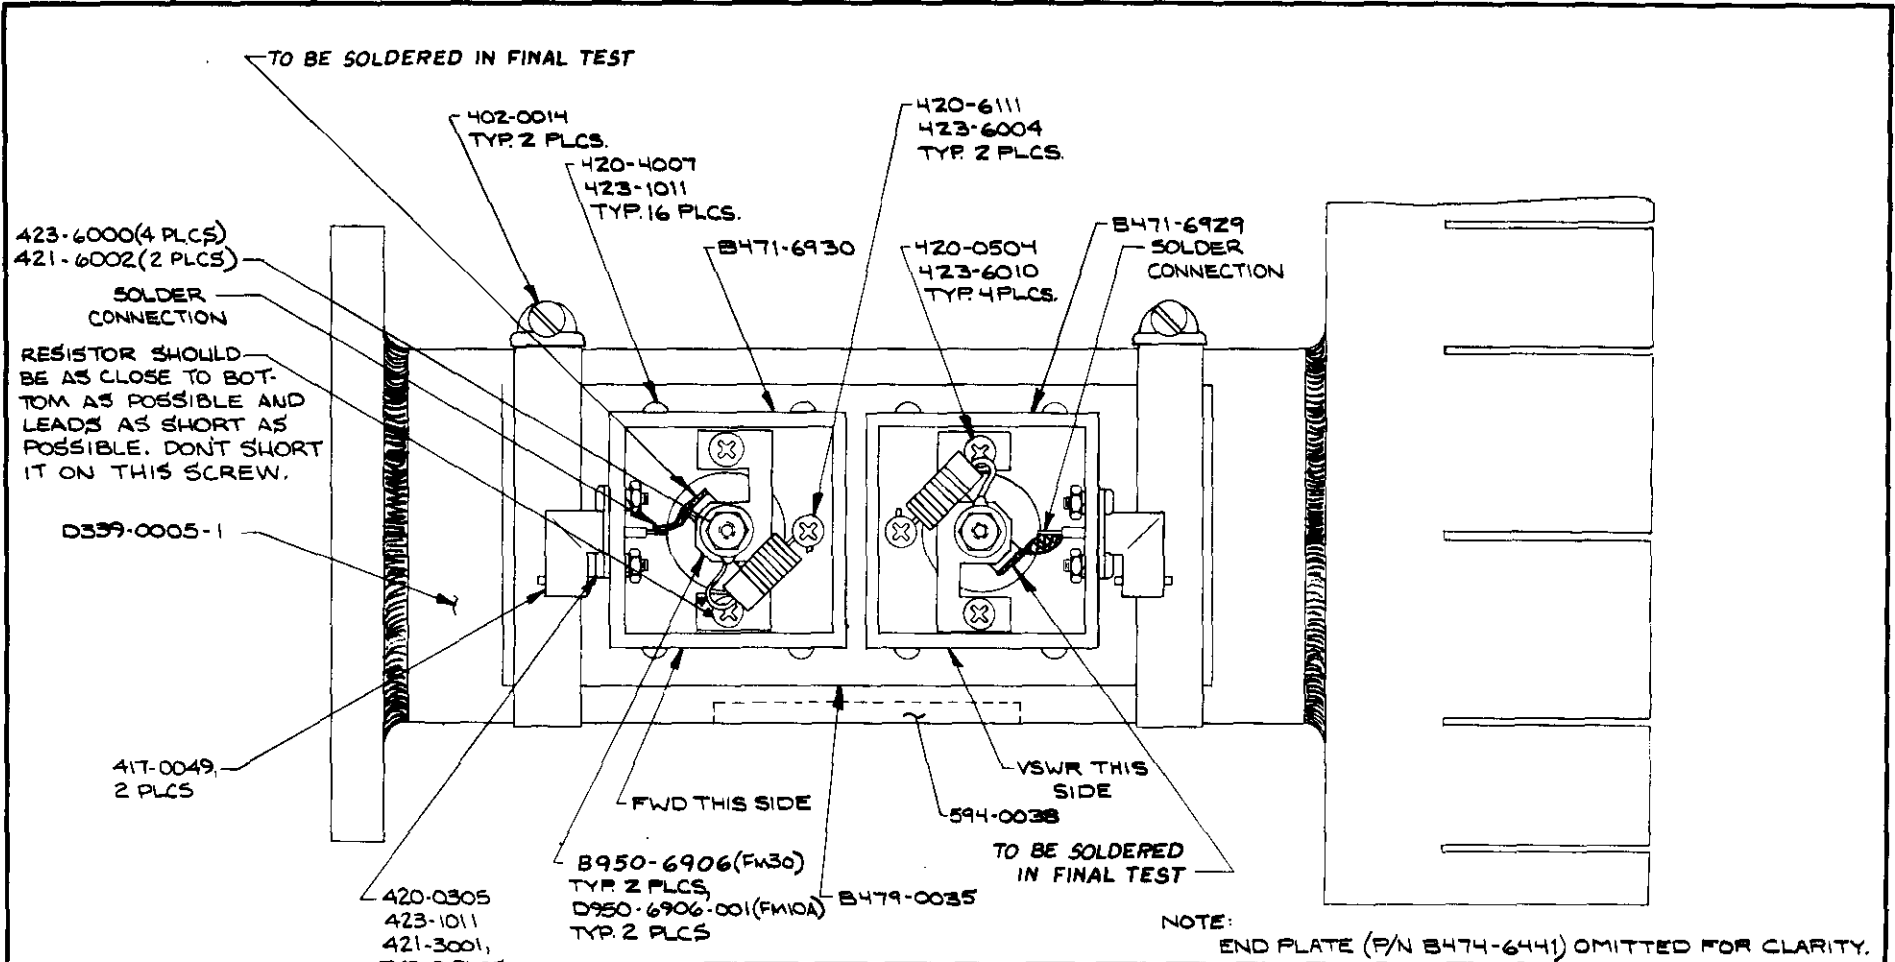 TO BE SOLDERED IN FINAL TEST
402-0014
TYP. 2 PLCS.
420-4007
423-1011
TYP. 16 PLCS.
420-6111
423-6004
TYP. 2 PLCS.
423-6000 (4 PLCS)
421-6002 (2 PLCS)
SOLDER
CONNECTION
RESISTOR SHOULD
BE AS CLOSE TO BOT-
TOM AS POSSIBLE AND
LEADS AS SHORT AS
POSSIBLE. DON'T SHORT
IT ON THIS SCREW.
B471-6930
420-0504
423-6010
TYP. 4 PLCS.
B471-6929
SOLDER
CONNECTION
D339-0005-1
417-0049,
2 PLCS
FWD THIS SIDE
VSWR THIS
SIDE
594-0038
TO BE SOLDERED
IN FINAL TEST
B950-6906 (FM30)
TYP. 2 PLCS,
D950-6906-001 (FM10A)
TYP. 2 PLCS
B479-0035
420-0305
423-1011
421-3001,
NOTE:
END PLATE (P/N B474-6441) OMITTED FOR CLARITY.